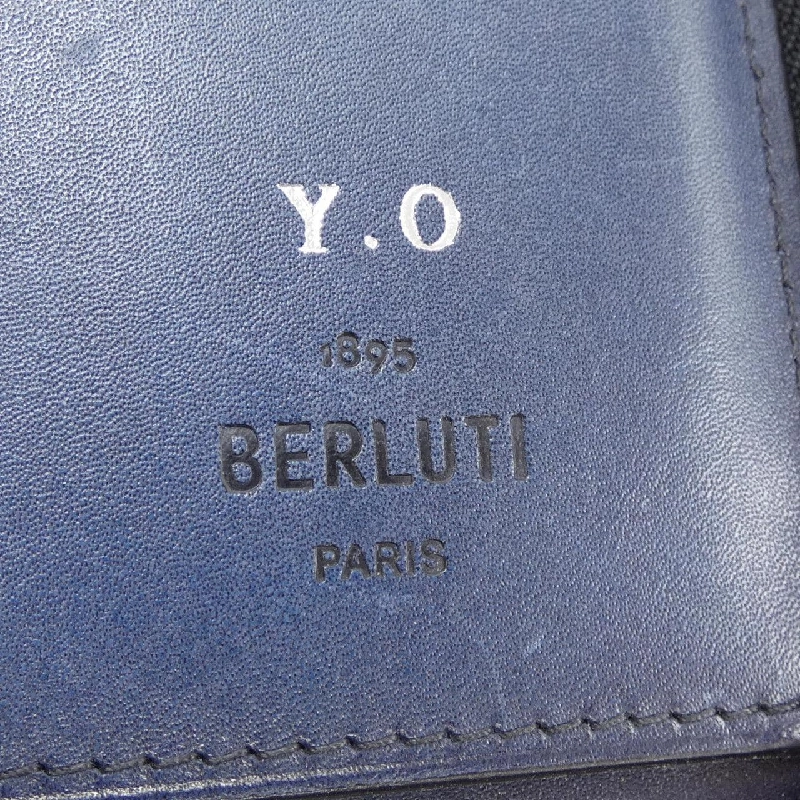 Y.O
1895
BERLUTI
PARIS